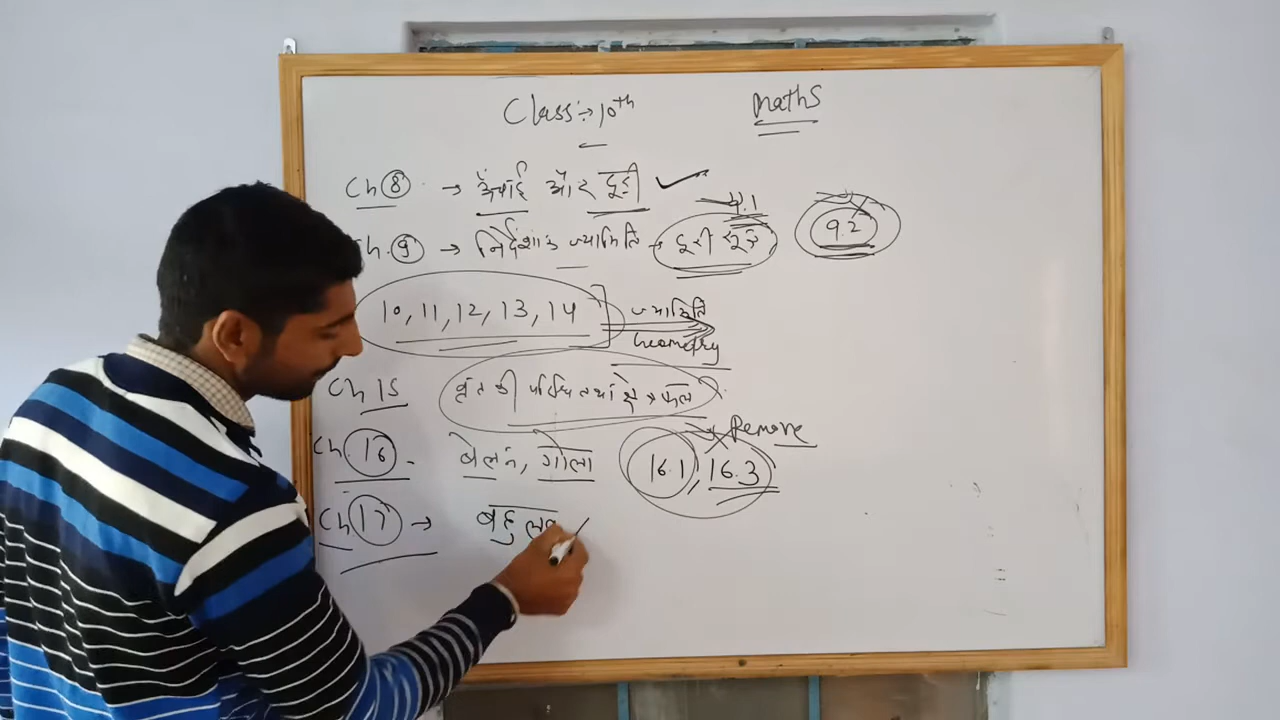 Class:- 10th Maths
Ch 8 → ऊंचाई और दूरी ✓
9.1
Ch. 9 → निर्देशांक ज्यामिति → दूरी सूत्र 9.2
10, 11, 12, 13, 14 ज्यामिति
Geometry
Ch 15 वृत की परिधि तथा क्षेत्रफल
Remove
Ch 16 - बेलन, गोला 16.1, 16.3
Ch 17 → बहुल